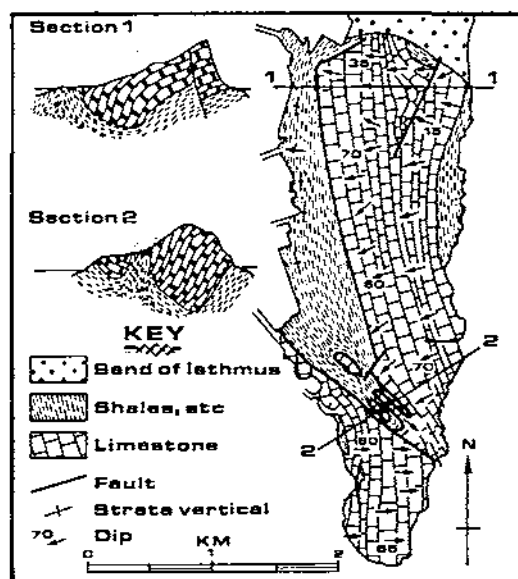 Section 1
1
1
35
15
70
Section 2
60
70
2
KEY
Sand of isthmus
Shales, etc
2
80
Limestone
N
Fault
Strata vertical
70 Dip
KM
0 1 2
65